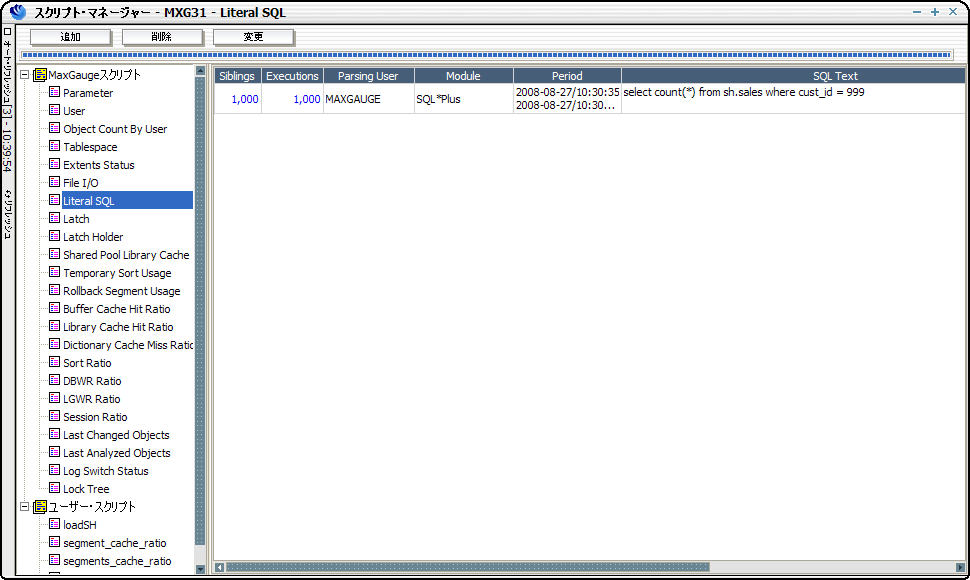 スクリプト・マネージャー - MXG31 - Literal SQL
追加 削除 変更
オートリフレッシュ[3] - 10:39:54
リフレッシュ
MaxGaugeスクリプト
Parameter
User
Object Count By User
Tablespace
Extents Status
File I/O
Literal SQL
Latch
Latch Holder
Shared Pool Library Cache
Temporary Sort Usage
Rollback Segment Usage
Buffer Cache Hit Ratio
Library Cache Hit Ratio
Dictionary Cache Miss Ratio
Sort Ratio
DBWR Ratio
LGWR Ratio
Session Ratio
Last Changed Objects
Last Analyzed Objects
Log Switch Status
Lock Tree
ユーザー・スクリプト
loadSH
segment_cache_ratio
segments_cache_ratio
Siblings Executions Parsing User Module Period SQL Text
1,000 1,000 MAXGAUGE SQL*Plus 2008-08-27/10:30:35 select count(*) from sh.sales where cust_id = 999
2008-08-27/10:30...